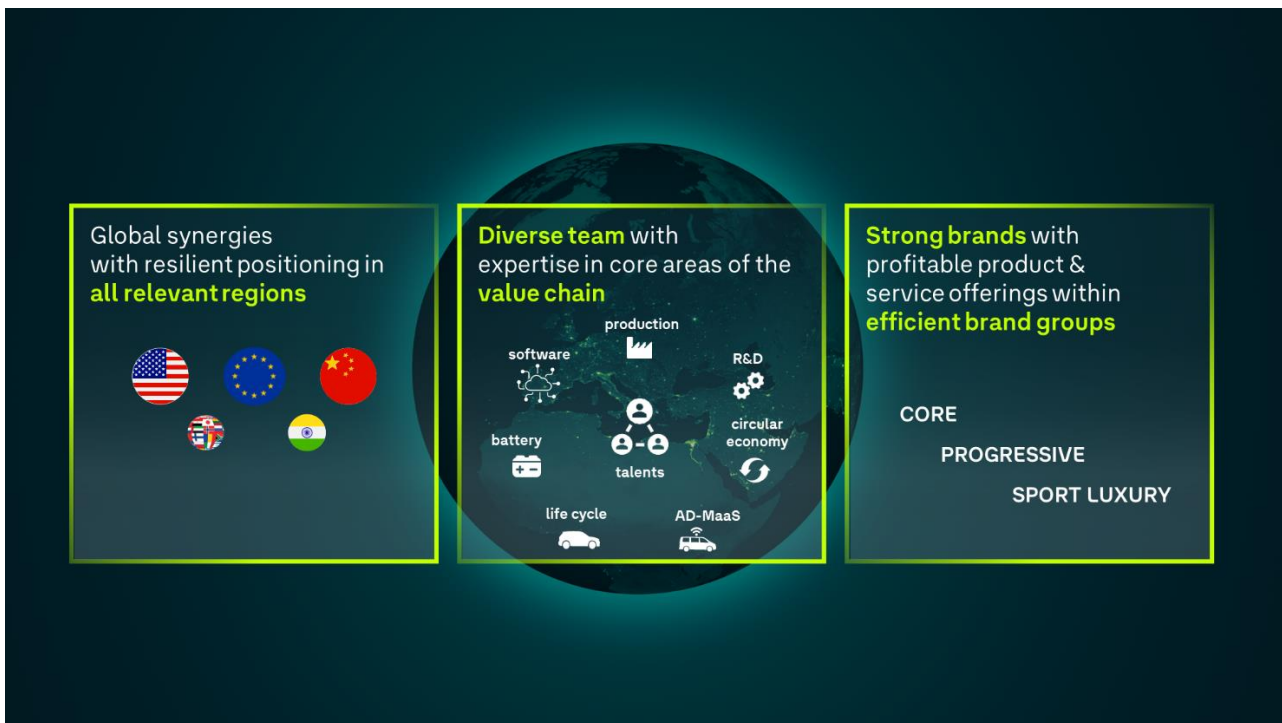 Global synergies
with resilient positioning in
all relevant regions
Diverse team with
expertise in core areas of the
value chain
production
software
R&D
battery
circular
economy
talents
life cycle
AD-MaaS
Strong brands with
profitable product &
service offerings within
efficient brand groups
CORE
PROGRESSIVE
SPORT LUXURY